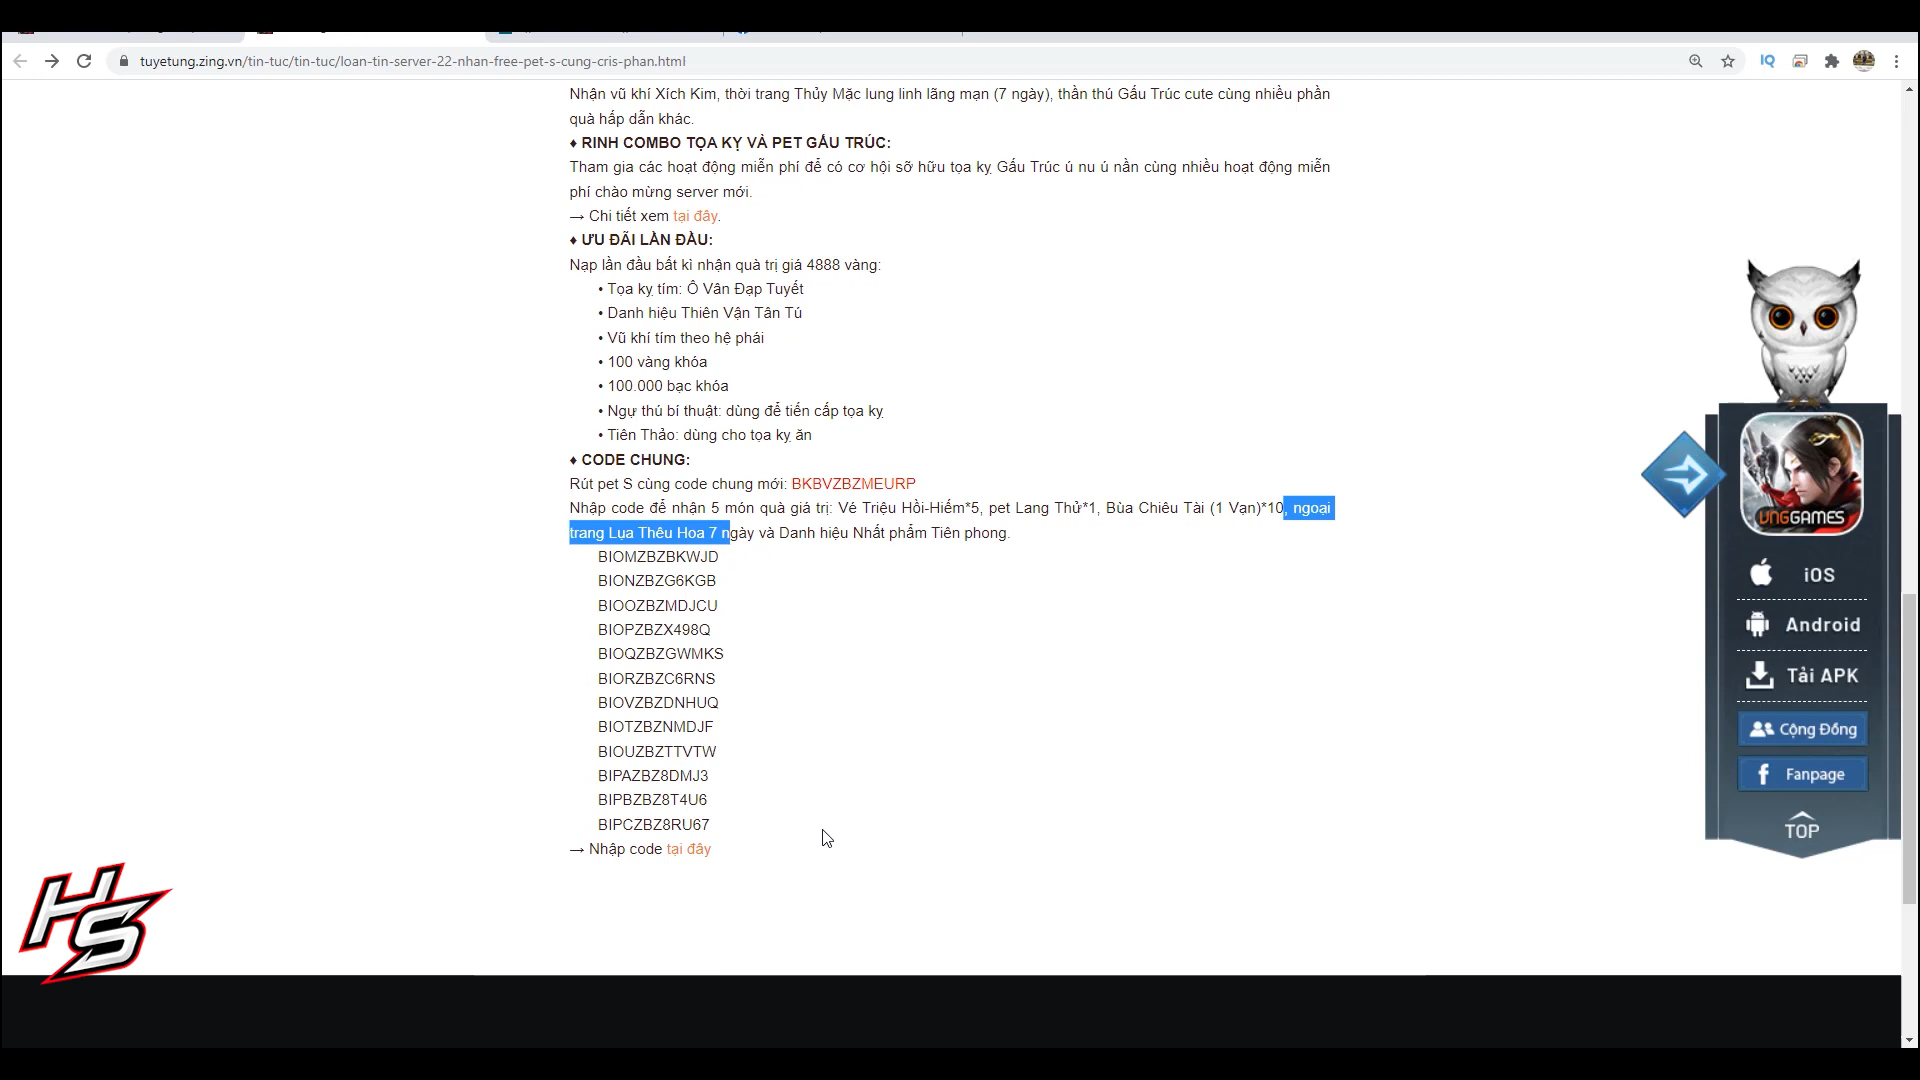 tuyetung.zing.vn/tin-tuc/tin-tuc/loan-tin-server-22-nhan-free-pet-s-cung-cris-phan.html
IQ
Nhận vũ khí Xích Kim, thời trang Thủy Mặc lung linh lãng mạn (7 ngày), thần thú Gấu Trúc cute cùng nhiều phần
quà hấp dẫn khác.
♦ RINH COMBO TỌA KỴ VÀ PET GẤU TRÚC:
Tham gia các hoạt động miễn phí để có cơ hội sỡ hữu tọa kỵ Gấu Trúc ú nu ú nần cùng nhiều hoạt động miễn
phí chào mừng server mới.
→ Chi tiết xem tại đây.
♦ ƯU ĐÃI LẦN ĐẦU:
Nạp lần đầu bất kì nhận quà trị giá 4888 vàng:
• Tọa kỵ tím: Ô Vân Đạp Tuyết
• Danh hiệu Thiên Vận Tân Tú
• Vũ khí tím theo hệ phái
• 100 vàng khóa
• 100.000 bạc khóa
• Ngự thú bí thuật: dùng để tiến cấp tọa kỵ
• Tiên Thảo: dùng cho tọa kỵ ăn
♦ CODE CHUNG:
Rút pet S cùng code chung mới: BKBVZBZMEURP
Nhập code để nhận 5 món quà giá trị: Vé Triệu Hồi-Hiếm*5, pet Lang Thử*1, Bùa Chiêu Tài (1 Vạn)*10, ngoại
trang Lụa Thêu Hoa 7 ngày và Danh hiệu Nhất phẩm Tiên phong.
BIOMZBZBKWJD
BIONZBZG6KGB
BIOOZBZMDJCU
BIOPZBZX498Q
BIOQZBZGWMKS
BIORZBZC6RNS
BIOVZBZDNHUQ
BIOTZBZNMDJF
BIOUZBZTTVTW
BIPAZBZ8DMJ3
BIPBZBZ8T4U6
BIPCZBZ8RU67
→ Nhập code tại đây
VNGGAMES
iOS
Android
Tải APK
Cộng Đồng
Fanpage
TOP
HS